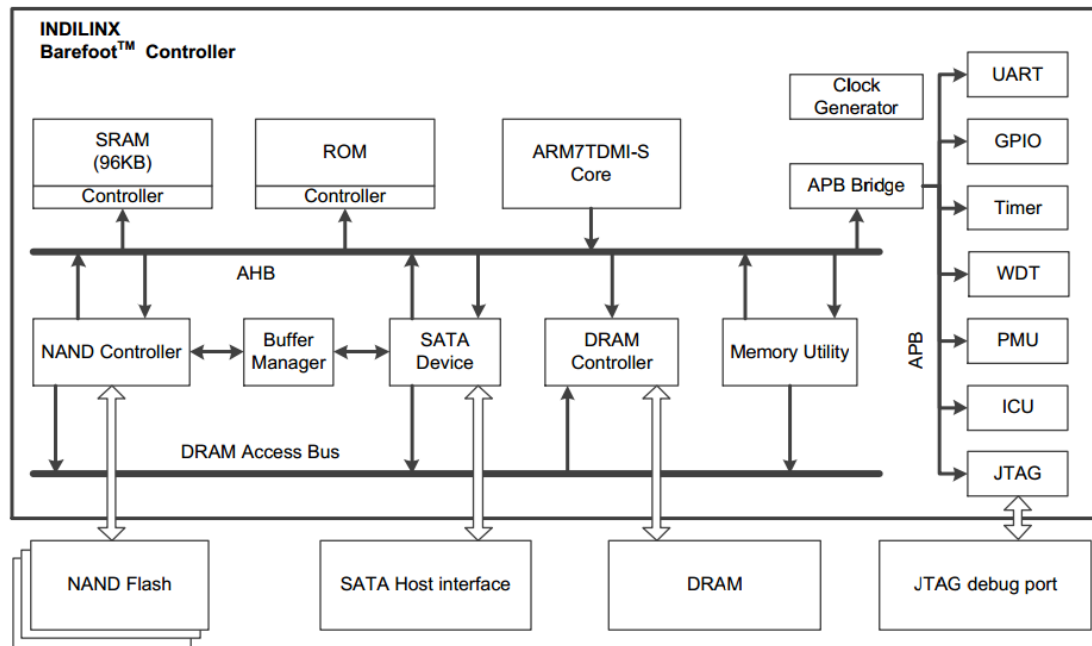 INDILINX
Barefoot™ Controller
SRAM
(96KB)
Controller
ROM
Controller
ARM7TDMI-S
Core
Clock
Generator
APB Bridge
UART
GPIO
Timer
WDT
PMU
ICU
JTAG
APB
AHB
NAND Controller
Buffer
Manager
SATA
Device
DRAM
Controller
Memory Utility
DRAM Access Bus
NAND Flash
SATA Host interface
DRAM
JTAG debug port